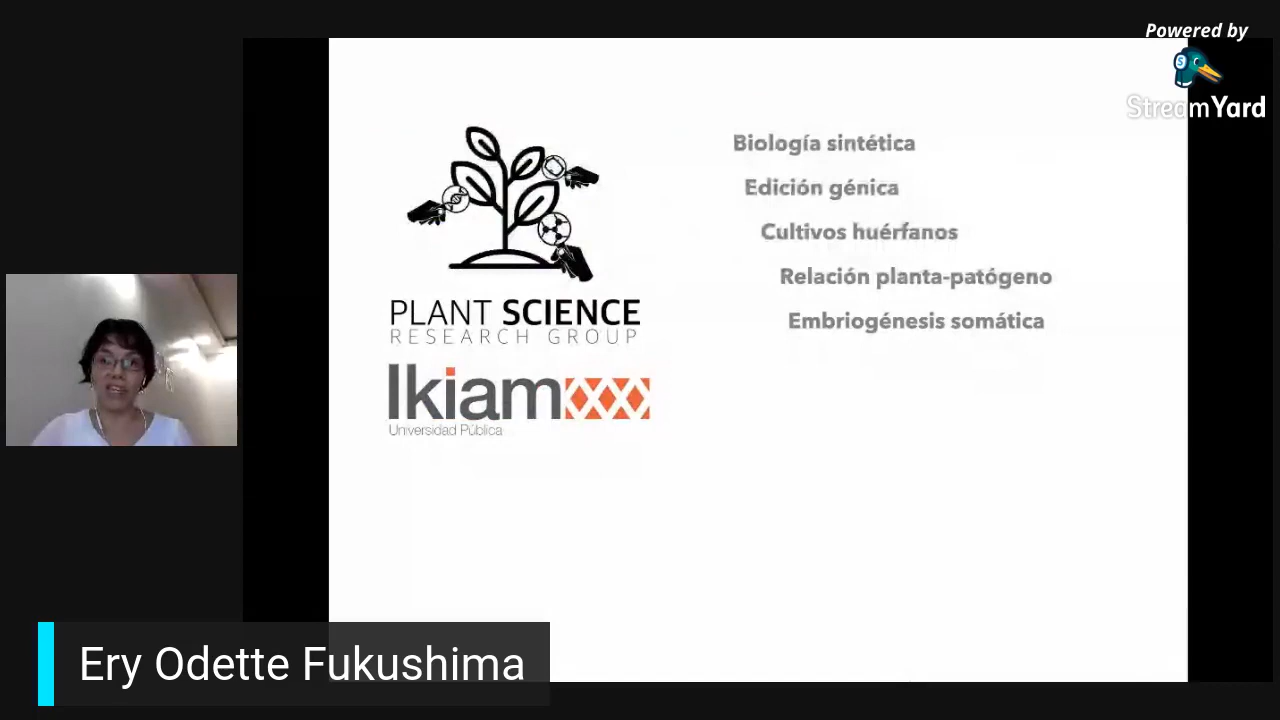 Powered by
StreamYard
Biología sintética
Edición génica
Cultivos huérfanos
Relación planta-patógeno
Embriogénesis somática
PLANT SCIENCE
RESEARCH GROUP
Ikiam
Universidad Pública
Ery Odette Fukushima